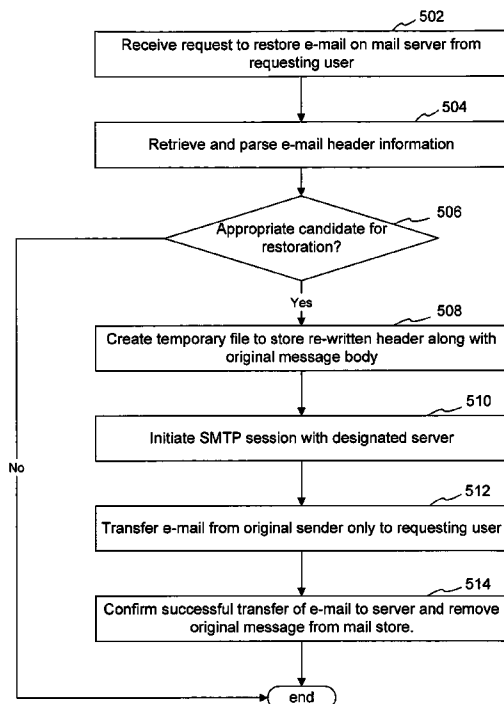 502
Receive request to restore e-mail on mail server from
requesting user
504
Retrieve and parse e-mail header information
506
Appropriate candidate for
restoration?
Yes
508
Create temporary file to store re-written header along with
original message body
510
Initiate SMTP session with designated server
No
512
Transfer e-mail from original sender only to requesting user
514
Confirm successful transfer of e-mail to server and remove
original message from mail store.
end